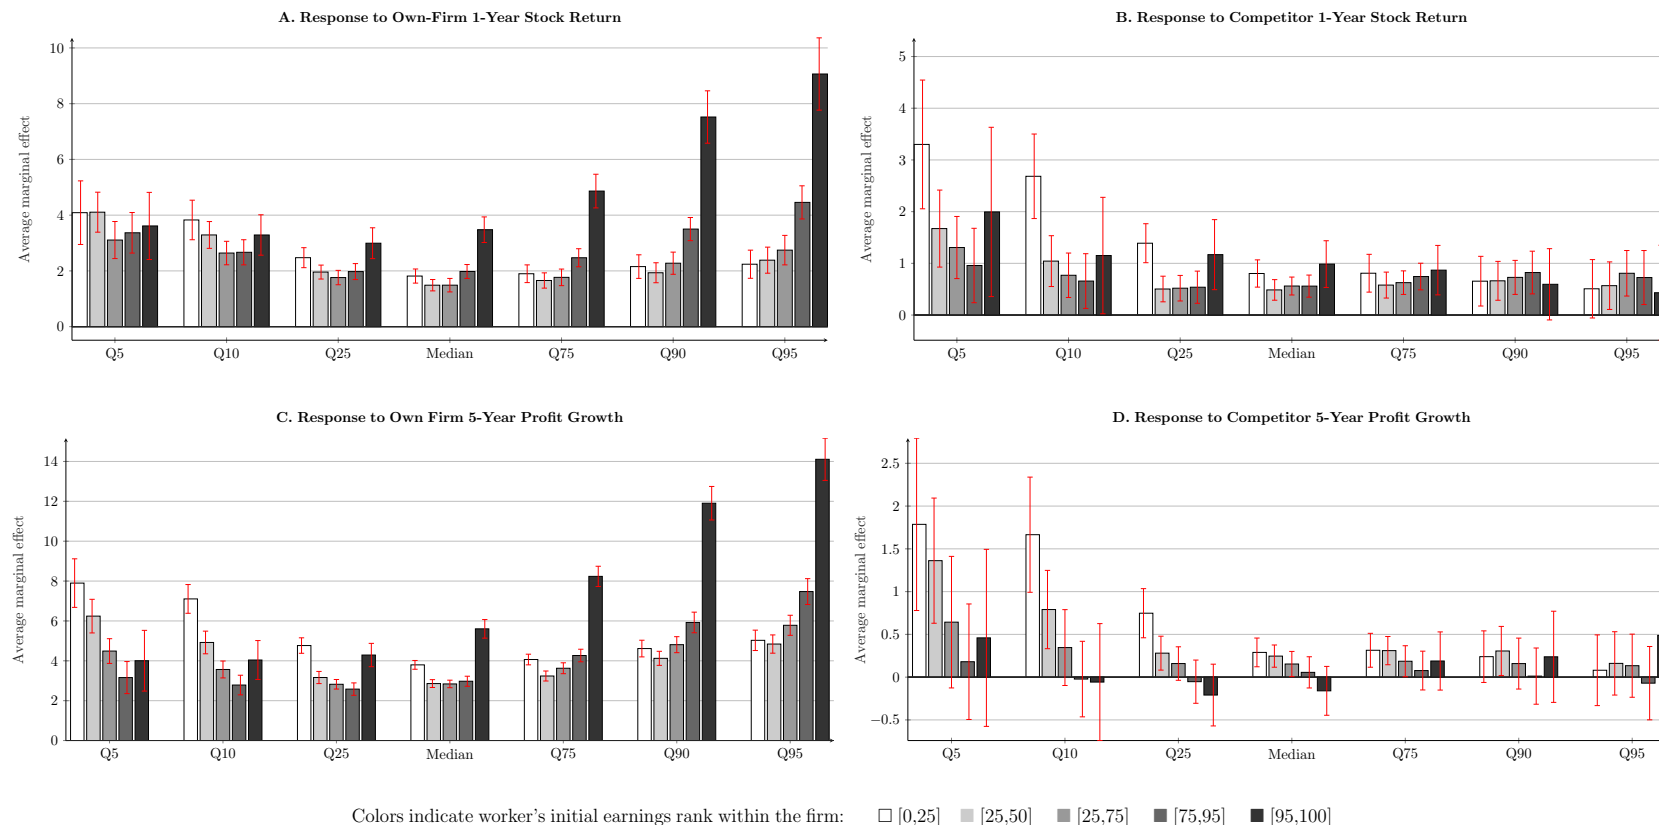 A. Response to Own-Firm 1-Year Stock Return
Average marginal effect
10
8
6
4
2
0
Q5 Q10 Q25 Median Q75 Q90 Q95
B. Response to Competitor 1-Year Stock Return
Average marginal effect
5
4
3
2
1
0
Q5 Q10 Q25 Median Q75 Q90 Q95
C. Response to Own Firm 5-Year Profit Growth
Average marginal effect
14
12
10
8
6
4
2
0
Q5 Q10 Q25 Median Q75 Q90 Q95
D. Response to Competitor 5-Year Profit Growth
Average marginal effect
2.5
2
1.5
1
0.5
0
−0.5
Q5 Q10 Q25 Median Q75 Q90 Q95
Colors indicate worker's initial earnings rank within the firm: [0,25] [25,50] [25,75] [75,95] [95,100]